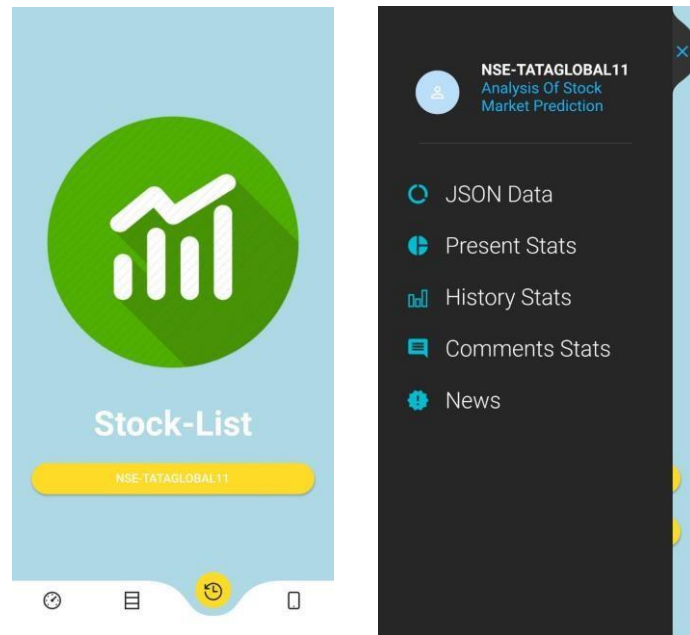 Stock-List
NSE-TATAGLOBAL11
NSE-TATAGLOBAL11
Analysis Of Stock
Market Prediction
JSON Data
Present Stats
History Stats
Comments Stats
News